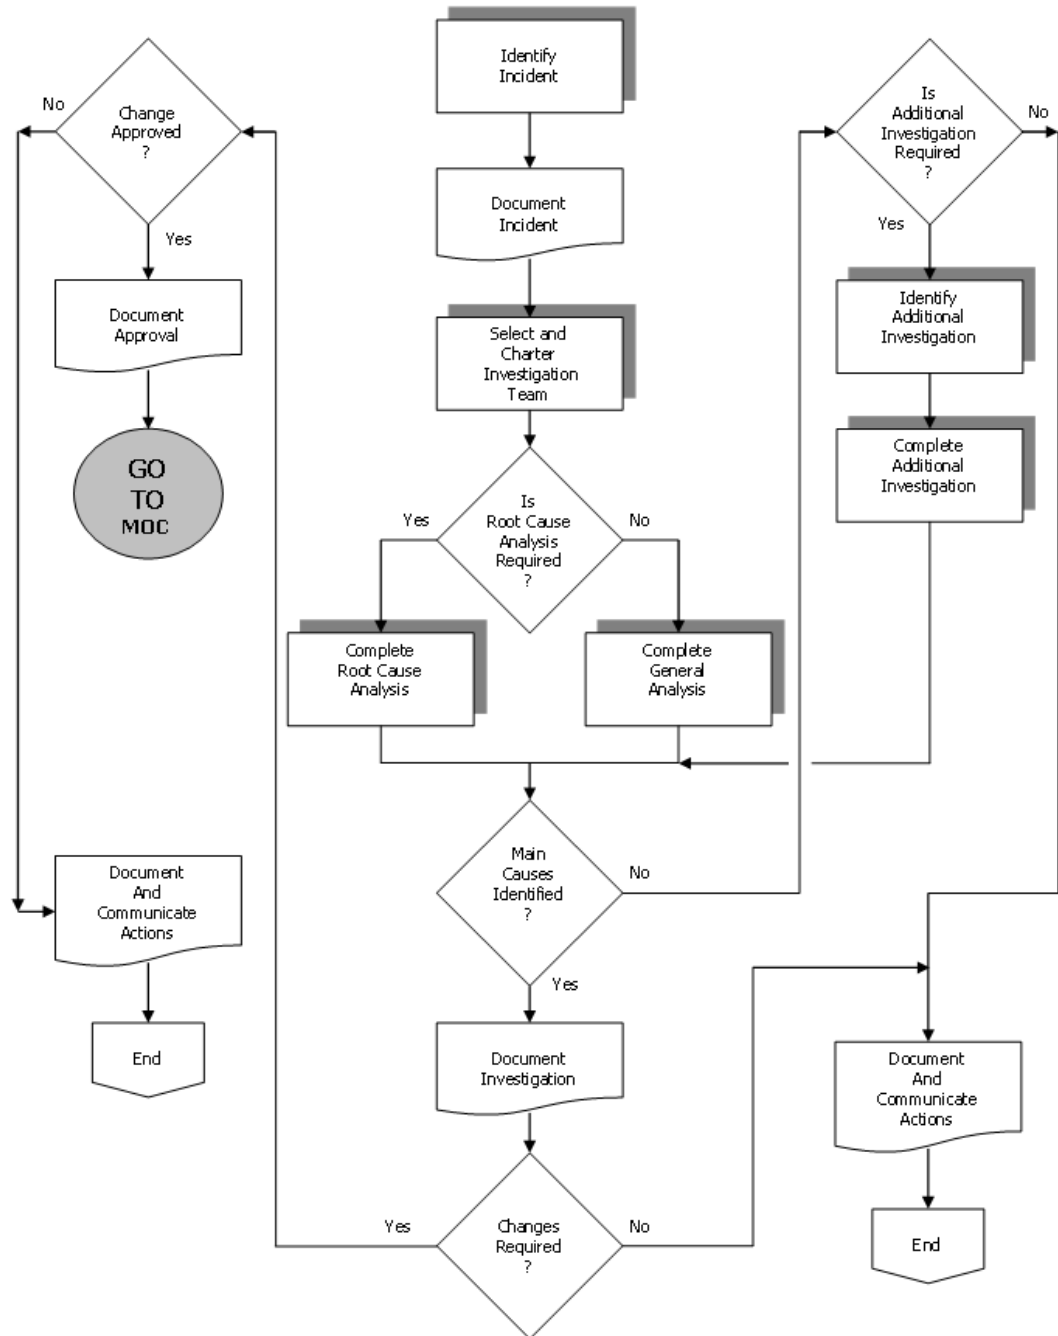 Identify
Incident
Document
Incident
Select and
Charter
Investigation
Team
Is
Root Cause
Analysis
Required
?
Yes
No
Complete
Root Cause
Analysis
Complete
General
Analysis
Main
Causes
Identified
?
No
Yes
Document
Investigation
Changes
Required
?
Yes
No
Change
Approved
?
No
Yes
Document
Approval
GO
TO
MOC
Document
And
Communicate
Actions
End
Is
Additional
Investigation
Required
?
No
Yes
Identify
Additional
Investigation
Complete
Additional
Investigation
Document
And
Communicate
Actions
End